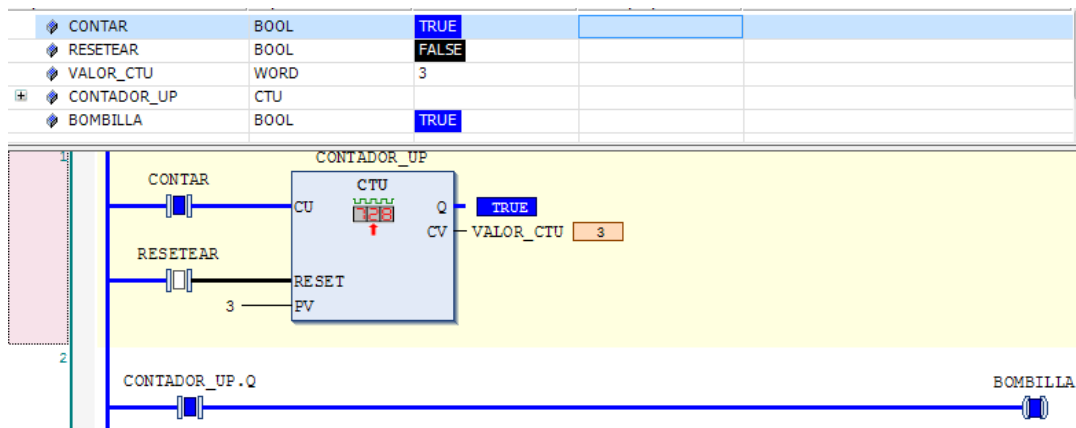 CONTAR BOOL TRUE
RESETEAR BOOL FALSE
VALOR_CTU WORD 3
CONTADOR_UP CTU
BOMBILLA BOOL TRUE
1
CONTADOR_UP
CONTAR
CTU
728
CU
Q TRUE
CV VALOR_CTU 3
RESETEAR
RESET
3 PV
2
CONTADOR_UP.Q BOMBILLA